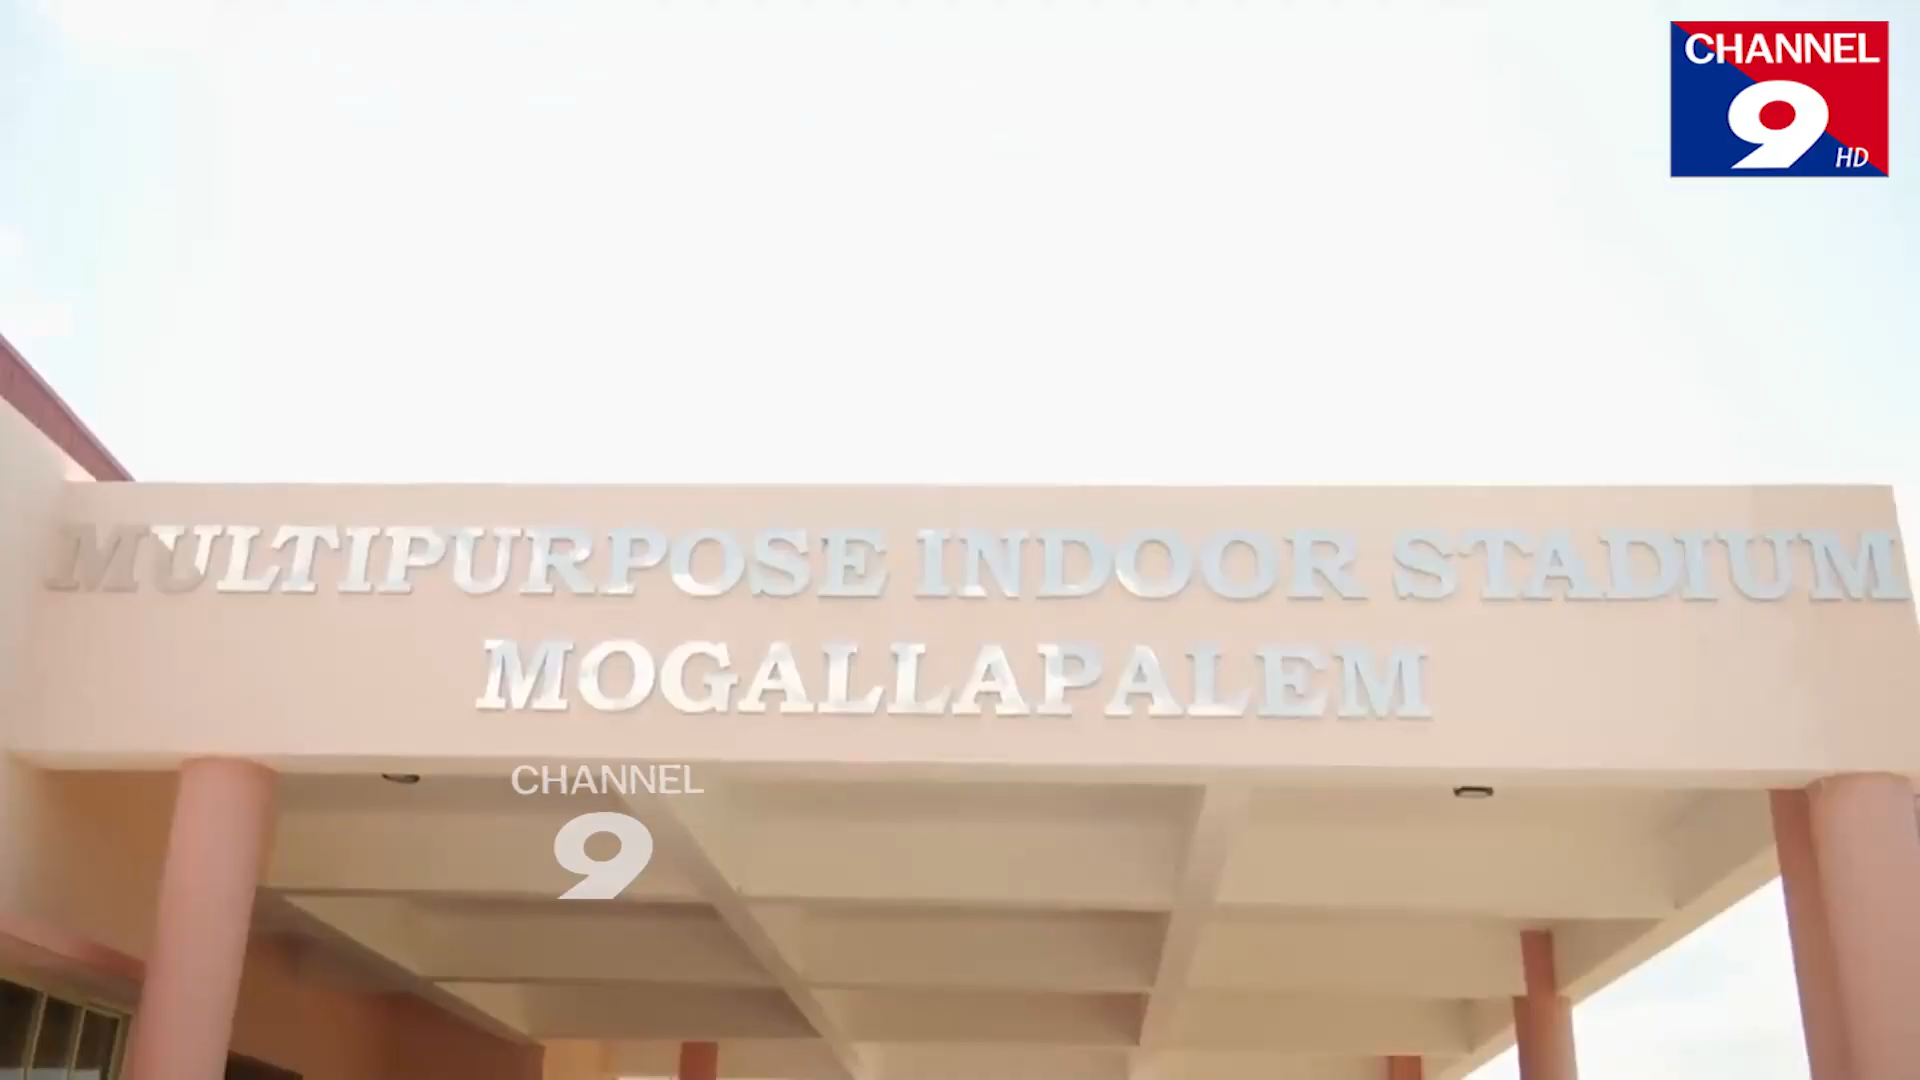 CHANNEL
9
HD
MULTIPURPOSE INDOOR STADIUM
MOGALLAPALEM
CHANNEL
9